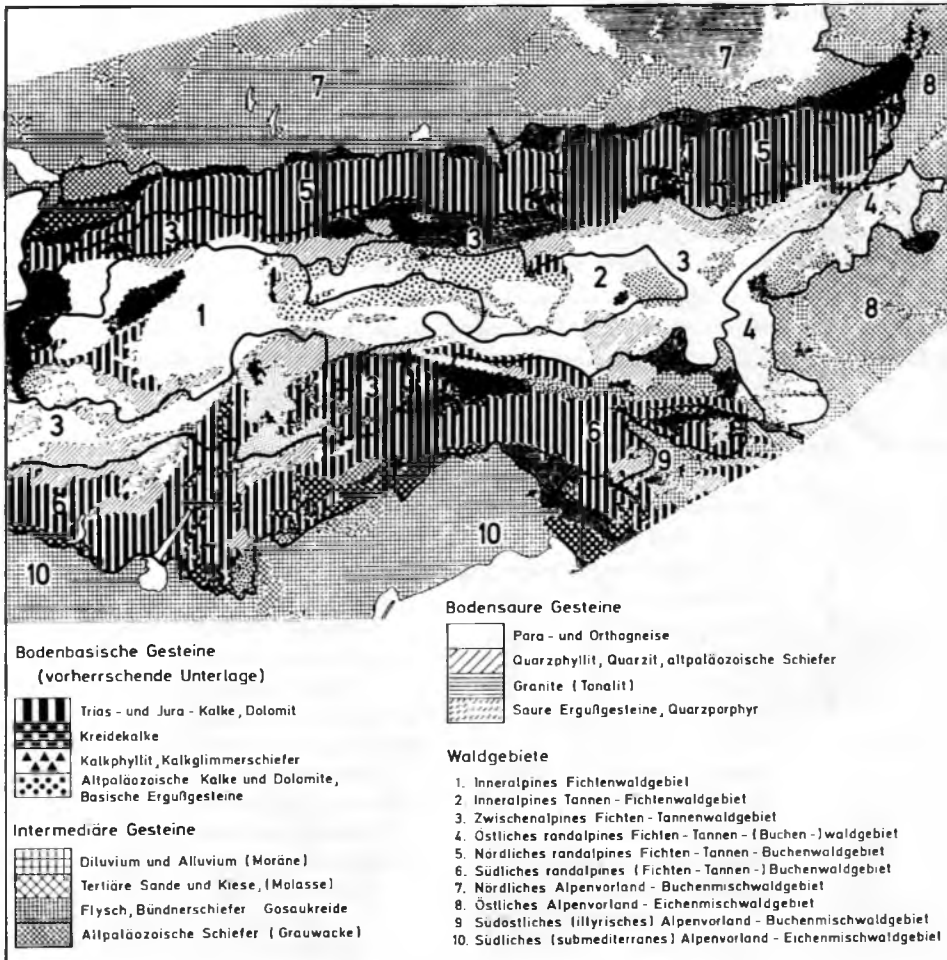 7
7
8
5
5
4
3
3
3
2
1
8
4
3
3
6
9
6
10
10
Bodenbasische Gesteine
(vorherrschende Unterlage)
Trias - und Jura - Kalke, Dolomit
Kreidekalke
Kalkphyllit, Kalkglimmerschiefer
Altpaläozoische Kalke und Dolomite,
Basische Ergußgesteine
Intermediäre Gesteine
Diluvium und Alluvium (Moräne)
Tertiäre Sande und Kiese, (Molasse)
Flysch, Bündnerschiefer Gosaukreide
Altpaläozoische Schiefer (Grauwacke)
Bodensaure Gesteine
Para - und Orthogneise
Quarzphyllit, Quarzit, altpaläozoische Schiefer
Granite (Tonalit)
Saure Ergußgesteine, Quarzporphyr
Waldgebiete
1. Inneralpines Fichtenwaldgebiet
2 Inneralpines Tannen - Fichtenwaldgebiet
3. Zwischenalpines Fichten - Tannenwaldgebiet
4. Östliches randalpines Fichten - Tannen - (Buchen -) waldgebiet
5. Nördliches randalpines Fichten - Tannen - Buchenwaldgebiet
6. Südliches randalpines (Fichten - Tannen -) Buchenwaldgebiet
7 Nördliches Alpenvorland - Buchenmischwaldgebiet
8. Östliches Alpenvorland - Eichenmischwaldgebiet
9 Südöstliches (illyrisches) Alpenvorland - Buchenmischwaldgebiet
10. Südliches (submediterranes) Alpenvorland - Eichenmischwaldgebiet